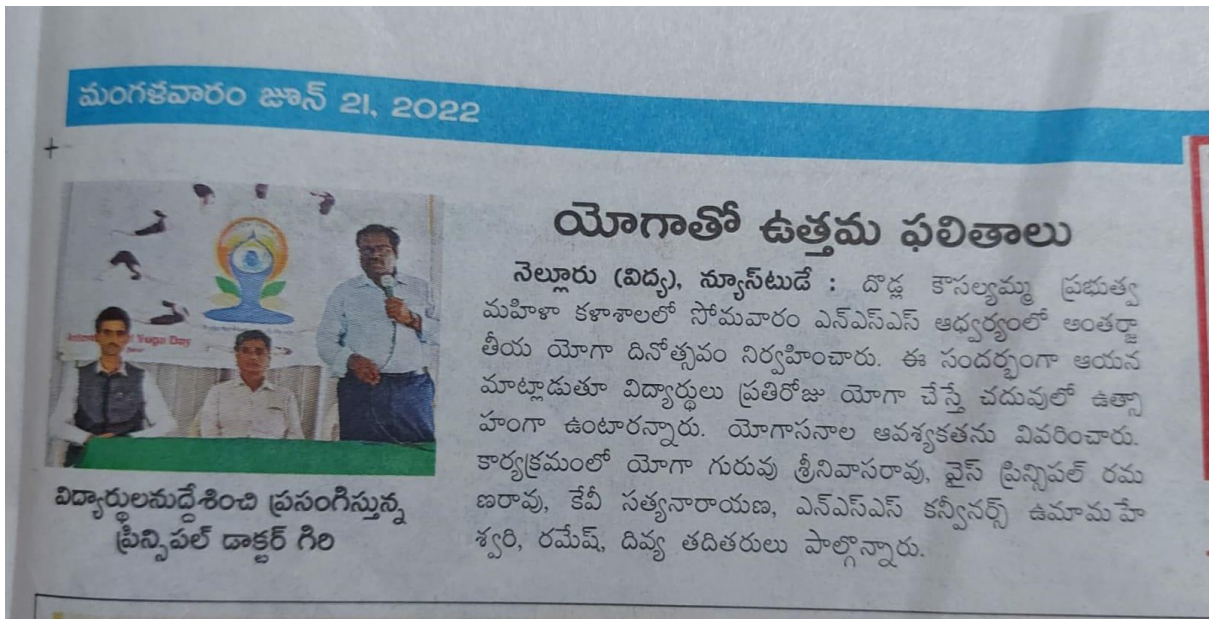 మంగళవారం జూన్ 21, 2022
యోగాతో ఉత్తమ ఫలితాలు
నెల్లూరు (విద్య), న్యూస్‌టుడే : దొడ్ల కౌసల్యమ్మ ప్రభుత్వ
మహిళా కళాశాలలో సోమవారం ఎన్ఎస్ఎస్ ఆధ్వర్యంలో అంతర్జా
తీయ యోగా దినోత్సవం నిర్వహించారు. ఈ సందర్భంగా ఆయన
మాట్లాడుతూ విద్యార్థులు ప్రతిరోజు యోగా చేస్తే చదువులో ఉత్సా
హంగా ఉంటారన్నారు. యోగాసనాల ఆవశ్యకతను వివరించారు.
కార్యక్రమంలో యోగా గురువు శ్రీనివాసరావు, వైస్ ప్రిన్సిపల్ రమ
ణరావు, కేవీ సత్యనారాయణ, ఎన్ఎస్ఎస్ కన్వీనర్స్ ఉమామహే
శ్వరి, రమేష్, దివ్య తదితరులు పాల్గొన్నారు.
Yoga Day
విద్యార్థులనుద్దేశించి ప్రసంగిస్తున్న
ప్రిన్సిపల్ డాక్టర్ గిరి